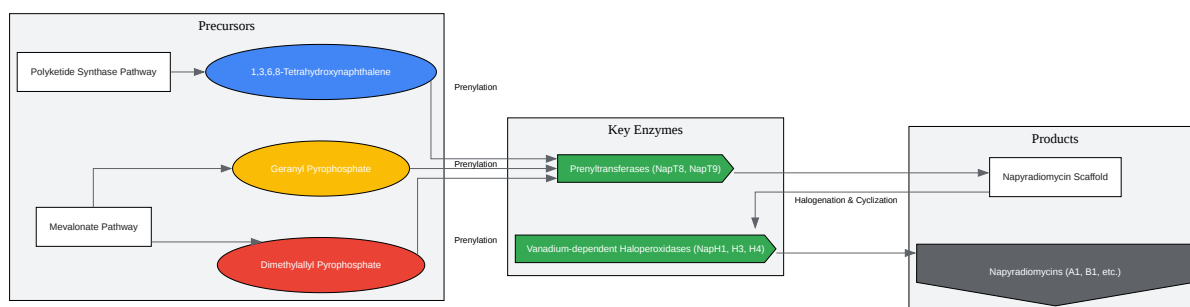 Precursors
Polyketide Synthase Pathway
1,3,6,8-Tetrahydroxynaphthalene
Prenylation
Geranyl Pyrophosphate
Prenylation
Mevalonate Pathway
Dimethylallyl Pyrophosphate
Prenylation
Key Enzymes
Prenyltransferases (NapT8, NapT9)
Vanadium-dependent Haloperoxidases (NapH1, H3, H4)
Halogenation & Cyclization
Products
Napyradiomycin Scaffold
Napyradiomycins (A1, B1, etc.)